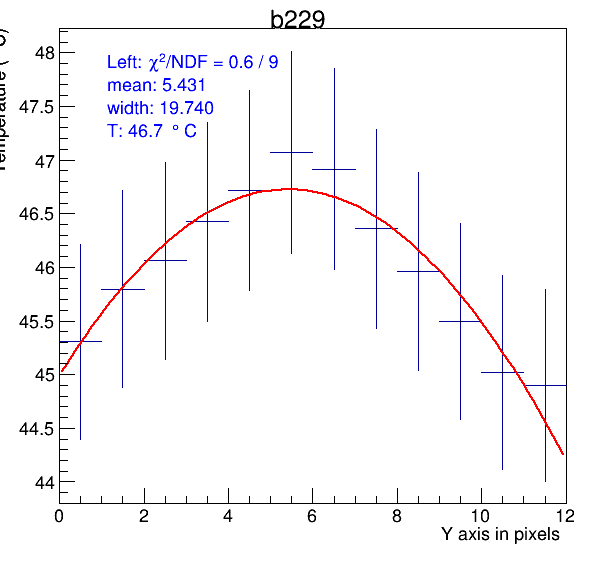 b229
Left: χ²/NDF = 0.6 / 9
mean: 5.431
width: 19.740
T: 46.7 ° C
48
47.5
47
46.5
46
45.5
45
44.5
44
0 2 4 6 8 10 12
Y axis in pixels